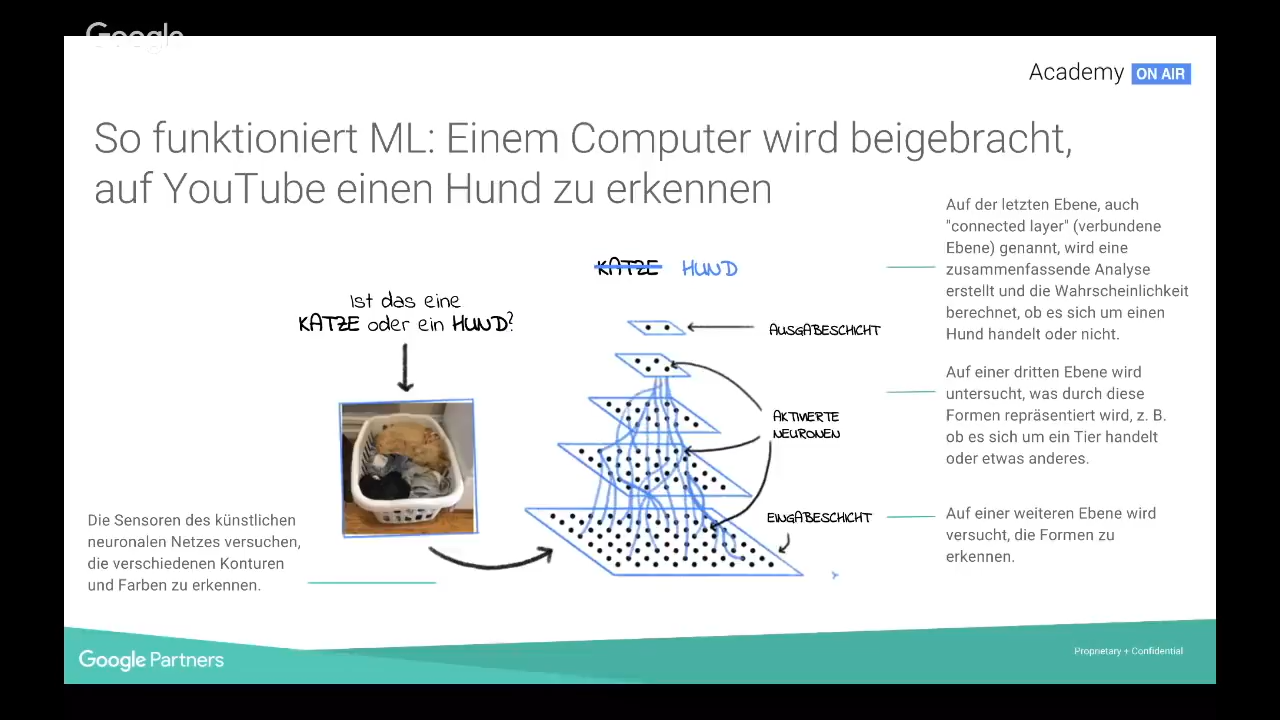 Google
Academy ON AIR
So funktioniert ML: Einem Computer wird beigebracht,
auf YouTube einen Hund zu erkennen
Auf der letzten Ebene, auch
"connected layer" (verbundene
Ebene) genannt, wird eine
zusammenfassende Analyse
erstellt und die Wahrscheinlichkeit
berechnet, ob es sich um einen
Hund handelt oder nicht.
KATZE HUND
Ist das eine
KATZE oder ein HUND?
AUSGABESCHICHT
Auf einer dritten Ebene wird
untersucht, was durch diese
Formen repräsentiert wird, z. B.
ob es sich um ein Tier handelt
oder etwas anderes.
AKTIVIERTE
NEURONEN
EINGABESCHICHT
Auf einer weiteren Ebene wird
versucht, die Formen zu
erkennen.
Die Sensoren des künstlichen
neuronalen Netzes versuchen,
die verschiedenen Konturen
und Farben zu erkennen.
Google Partners
Proprietary + Confidential